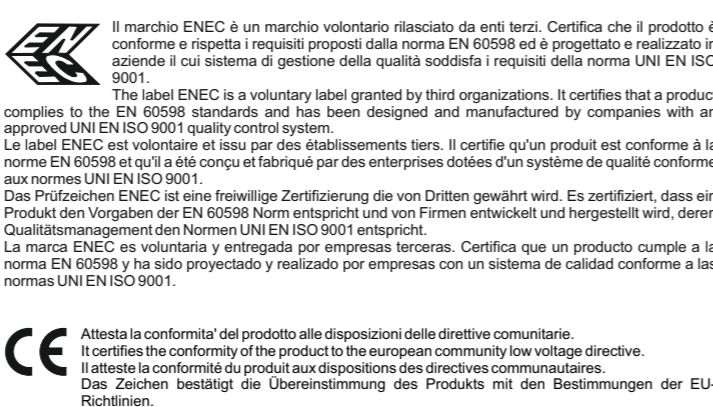 EN
EC
Il marchio ENEC è un marchio volontario rilasciato da enti terzi. Certifica che il prodotto è
conforme e rispetta i requisiti proposti dalla norma EN 60598 ed è progettato e realizzato in
aziende il cui sistema di gestione della qualità soddisfa i requisiti della norma UNI EN ISO
9001.
The label ENEC is a voluntary label granted by third organizations. It certifies that a product
complies to the EN 60598 standards and has been designed and manufactured by companies with an
approved UNI EN ISO 9001 quality control system.
Le label ENEC est volontaire et issu par des établissements tiers. Il certifie qu'un produit est conforme à la
norme EN 60598 et qu'il a été conçu et fabriqué par des enterprises dotées d'un système de qualité conforme
aux normes UNI EN ISO 9001.
Das Prüfzeichen ENEC ist eine freiwillige Zertifizierung die von Dritten gewährt wird. Es zertifiziert, dass ein
Produkt den Vorgaben der EN 60598 Norm entspricht und von Firmen entwickelt und hergestellt wird, deren
Qualitätsmanagement den Normen UNI EN ISO 9001 entspricht.
La marca ENEC es voluntaria y entregada por empresas terceras. Certifica que un producto cumple a la
norma EN 60598 y ha sido proyectado y realizado por empresas con un sistema de calidad conforme a las
normas UNI EN ISO 9001.
CE
Attesta la conformita' del prodotto alle disposizioni delle direttive comunitarie.
It certifies the conformity of the product to the european community low voltage directive.
Il atteste la conformité du produit aux dispositions des directives communautaires.
Das Zeichen bestätigt die Übereinstimmung des Produkts mit den Bestimmungen der EU-
Richtlinien.